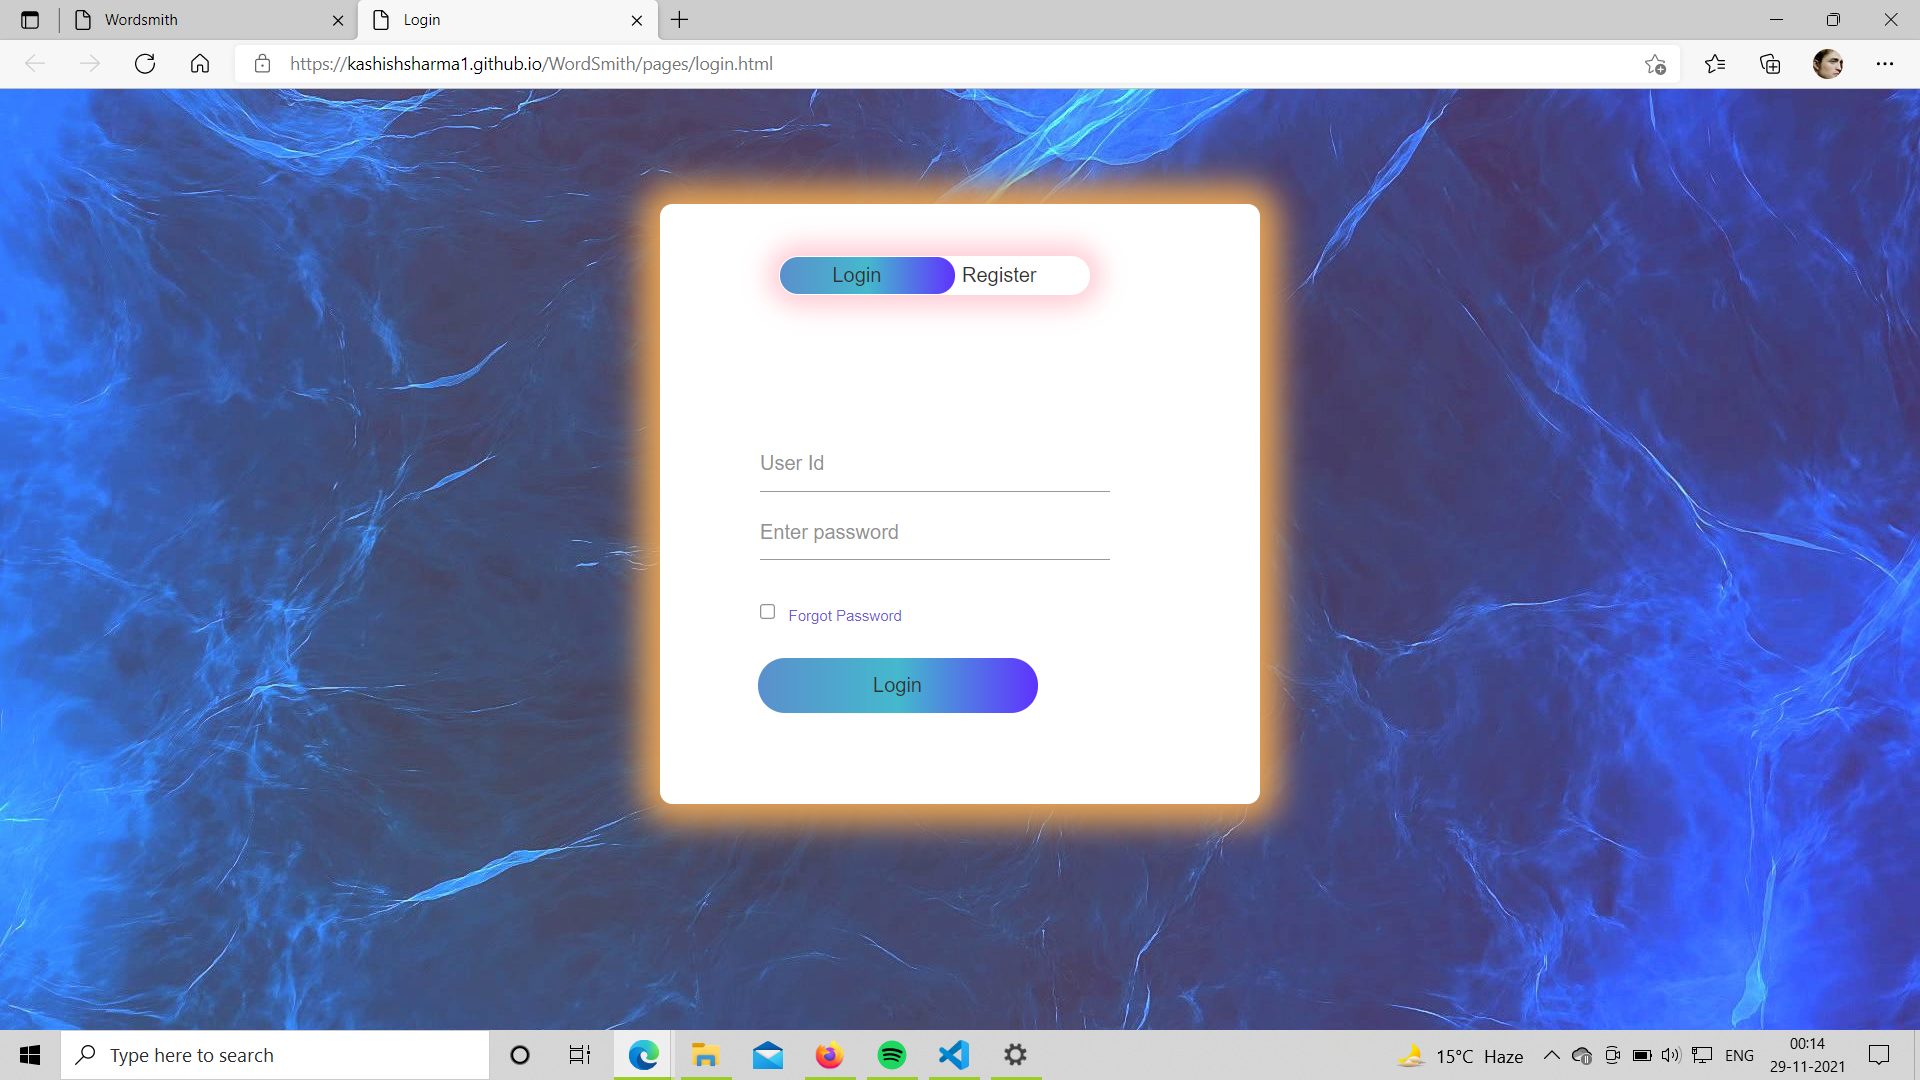 Wordsmith
Login
https://kashishsharma1.github.io/WordSmith/pages/login.html
Login Register
User Id
Enter password
Forgot Password
Login
Type here to search
15°C Haze
ENG
00:14
29-11-2021